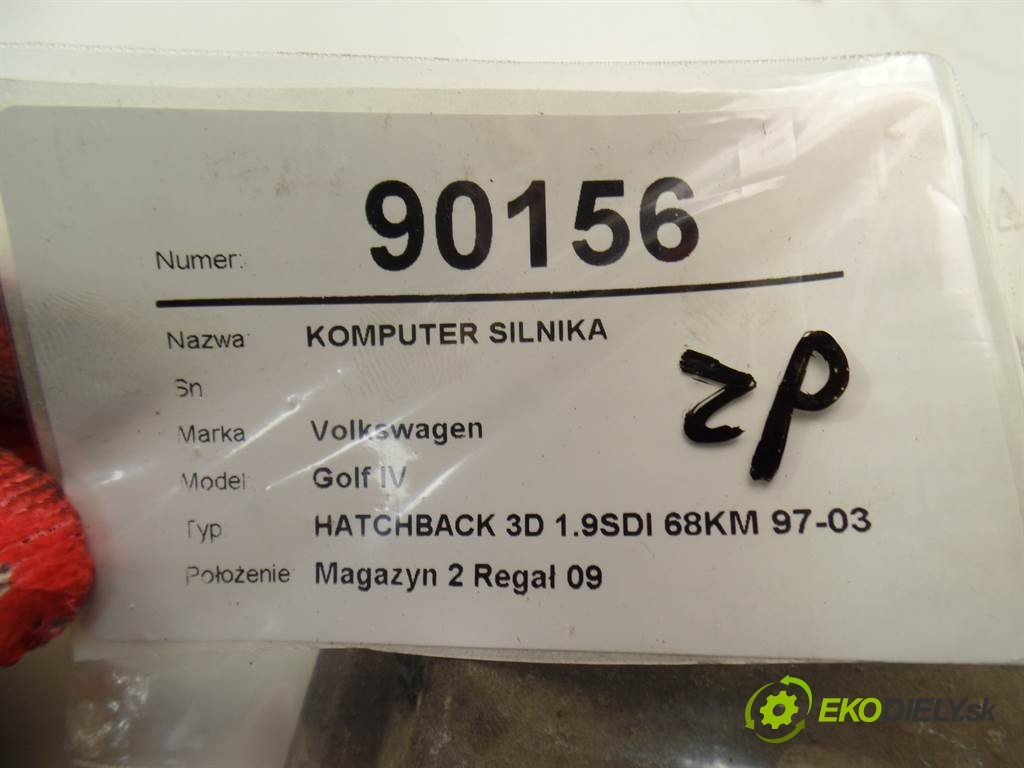 Numer: 90156
Nazwa KOMPUTER SILNIKA
Sn
zp
Marka Volkswagen
Model Golf IV
Typ HATCHBACK 3D 1.9SDI 68KM 97-03
Położenie Magazyn 2 Regał 09
EKODIELY.sk